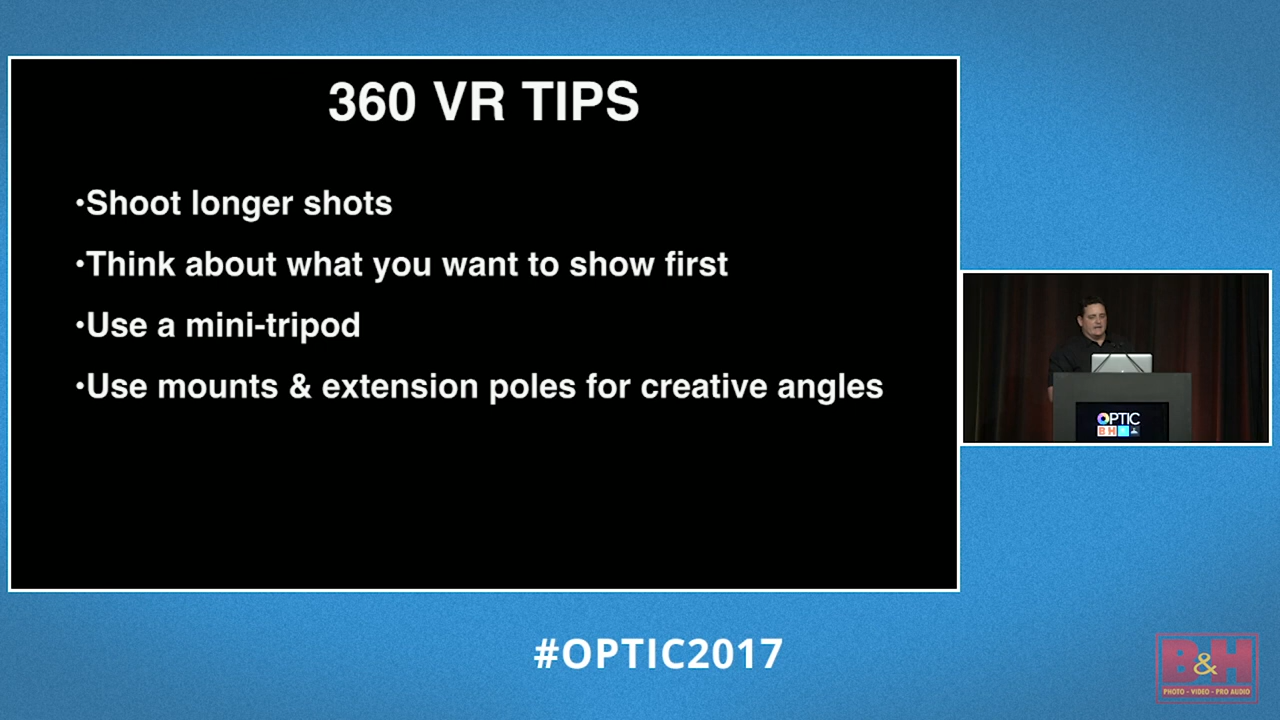 360 VR TIPS
•Shoot longer shots
•Think about what you want to show first
•Use a mini-tripod
•Use mounts & extension poles for creative angles
OPTIC
B H
#OPTIC2017
B&H
PHOTO - VIDEO - PRO AUDIO